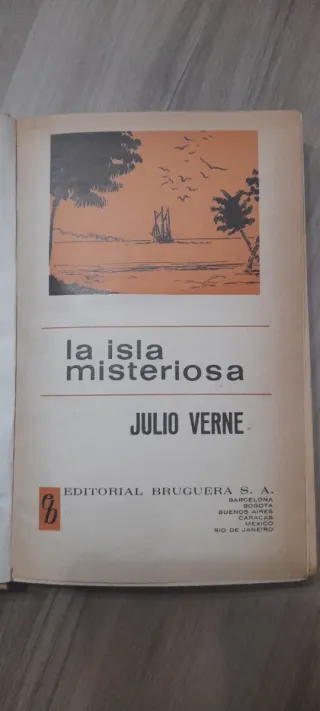 la isla
misteriosa
JULIO VERNE
eb
EDITORIAL BRUGUERA S. A.
BARCELONA
BOGOTA
BUENOS AIRES
CARACAS
MEXICO
RIO DE JANEIRO